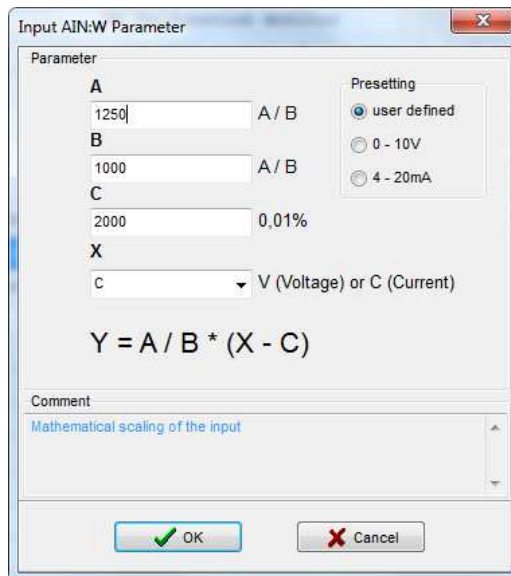 Input AIN:W Parameter
Parameter
A
1250
A / B
B
1000
A / B
C
2000
0,01%
X
C
V (Voltage) or C (Current)
Presetting
user defined
0 - 10V
4 - 20mA
Y = A / B * (X - C)
Comment
Mathematical scaling of the input
OK
Cancel